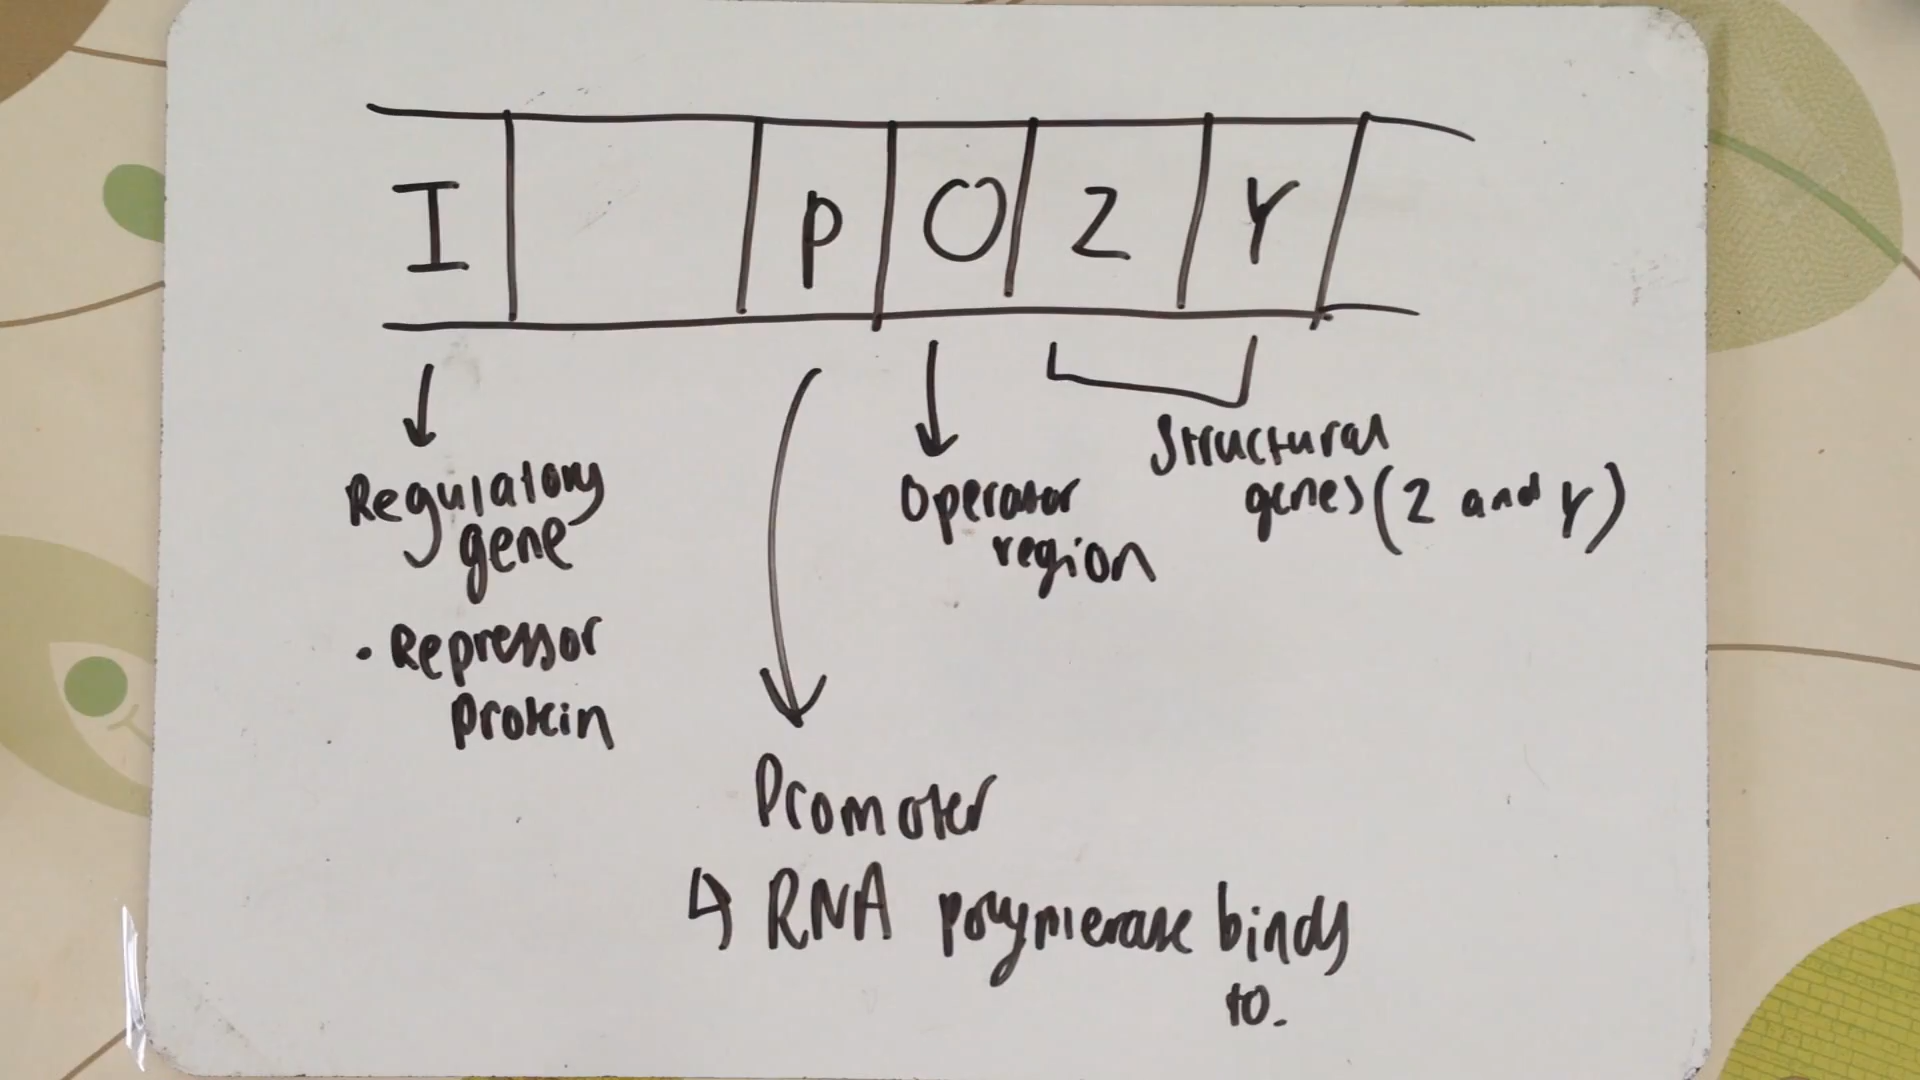 I P O Z Y
Regulatory
gene
• Repressor
protein
Operator
region
Structural
genes (Z and Y)
Promoter
↳ RNA polymerase binds
to.